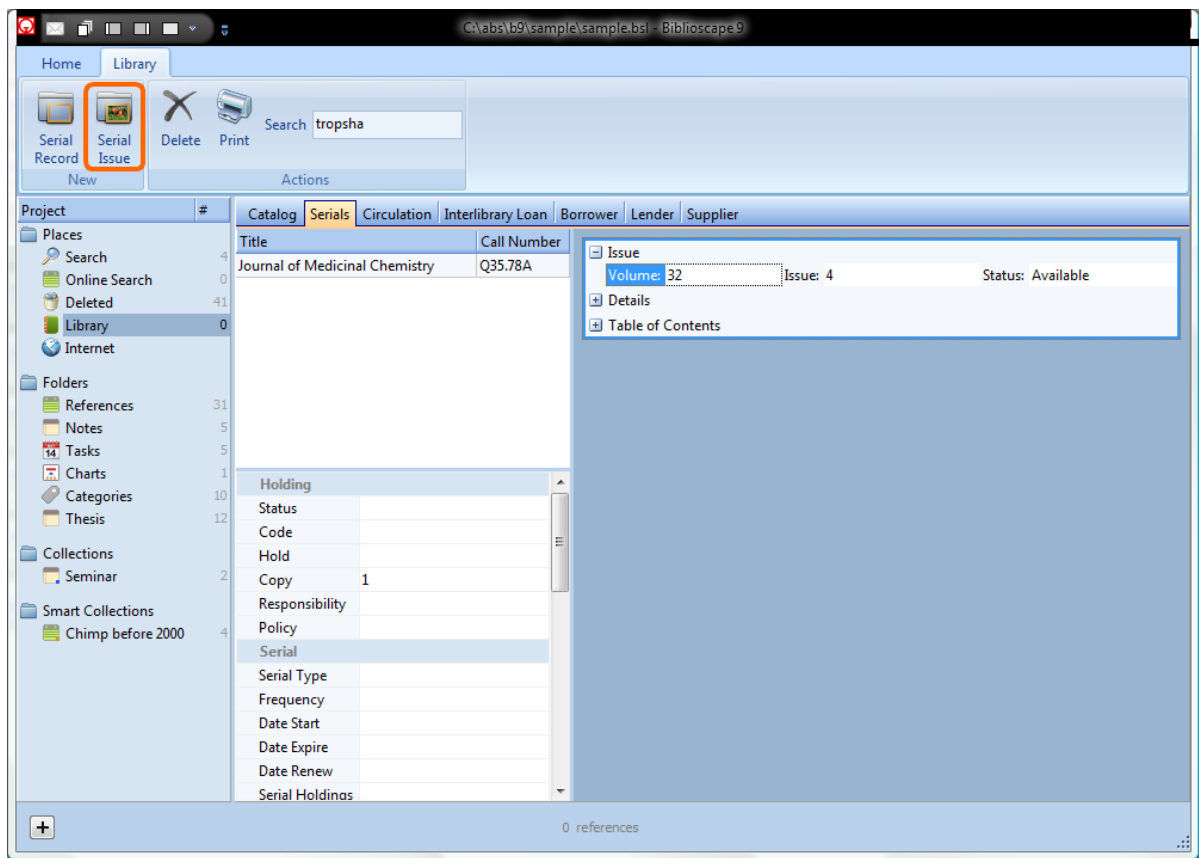 C:\abs\b9\sample\sample.bsl - Biblioscape 9
Home Library
Serial Record
Serial Issue
Delete
Print
Search tropsha
New
Actions
Project #
Places
Search 4
Online Search 0
Deleted 41
Library 0
Internet
Folders
References 31
Notes 5
14 Tasks 5
Charts 1
Categories 10
Thesis 12
Collections
Seminar 2
Smart Collections
Chimp before 2000 4
Catalog Serials Circulation Interlibrary Loan Borrower Lender Supplier
Title Call Number
Journal of Medicinal Chemistry Q35.78A
Holding
Status
Code
Hold
Copy 1
Responsibility
Policy
Serial
Serial Type
Frequency
Date Start
Date Expire
Date Renew
Serial Holdings
Issue
Volume: 32 Issue: 4 Status: Available
Details
Table of Contents
0 references